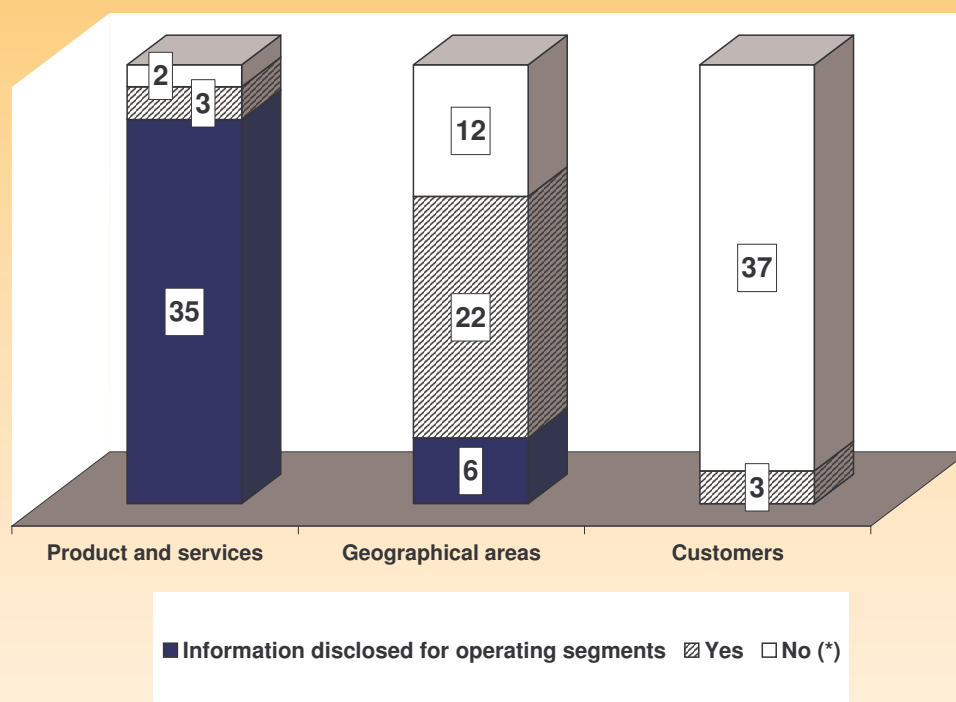 2
3
12
35
22
37
6
3
Product and services
Geographical areas
Customers
Information disclosed for operating segments Yes No (*)